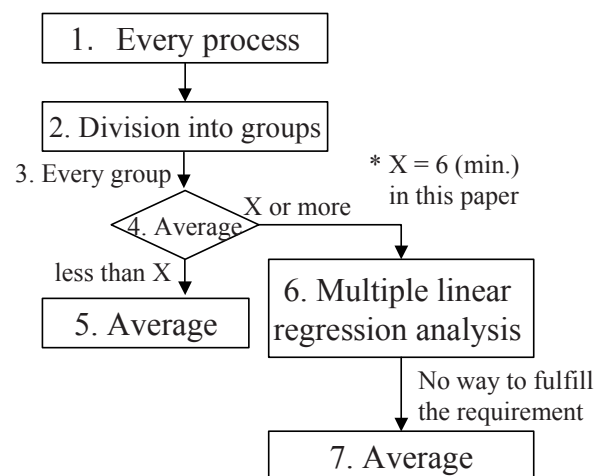 1. Every process
2. Division into groups
3. Every group
* X = 6 (min.)
in this paper
4. Average
X or more
less than X
5. Average
6. Multiple linear
regression analysis
No way to fulfill
the requirement
7. Average